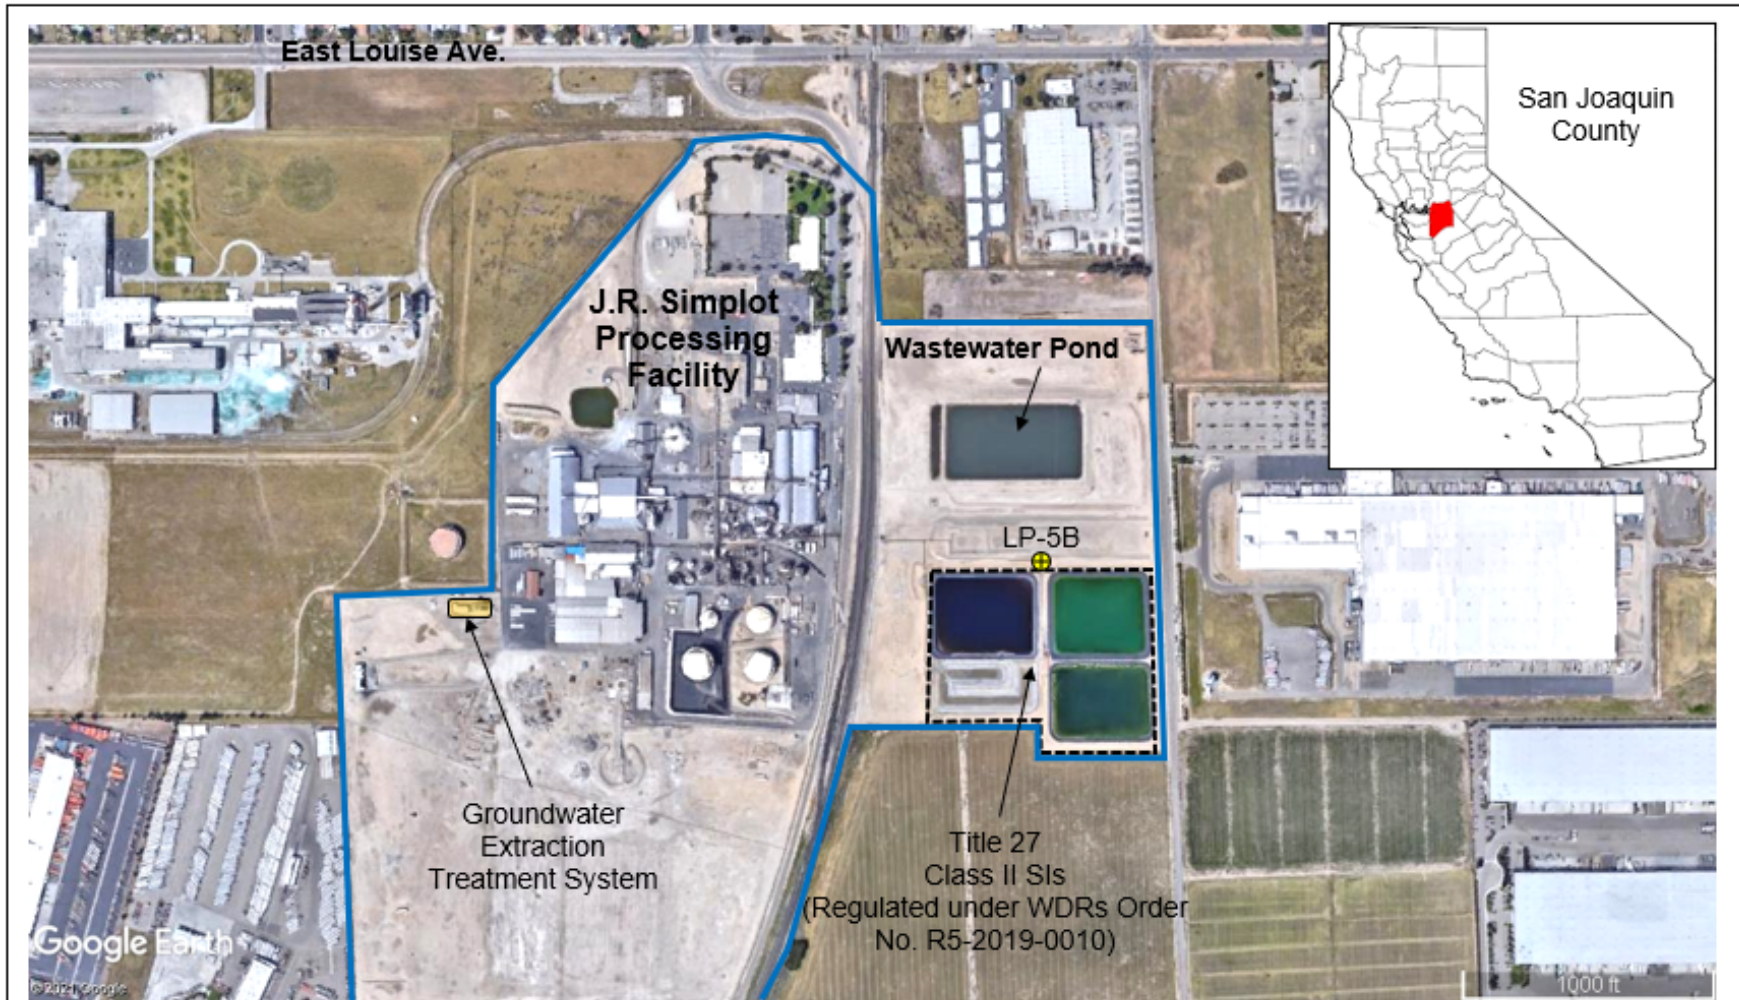 East Louise Ave.
San Joaquin
County
J.R. Simplot
Processing
Facility
Wastewater Pond
LP-5B
Groundwater
Extraction
Treatment System
Title 27
Class II SIs
(Regulated under WDRs Order
No. R5-2019-0010)
Google Earth
©2021 Google
1000 ft